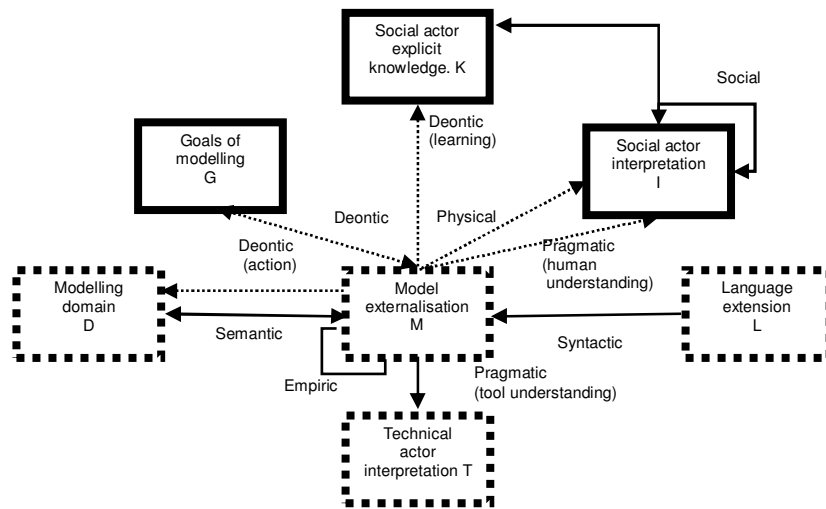 Social actor
explicit
knowledge. K
Social
Deontic
(learning)
Goals of
modelling
G
Social actor
interpretation
I
Deontic
Physical
Deontic
(action)
Pragmatic
(human
understanding)
Modelling
domain
D
Model
externalisation
M
Language
extension
L
Semantic
Syntactic
Empiric
Pragmatic
(tool understanding)
Technical
actor
interpretation T